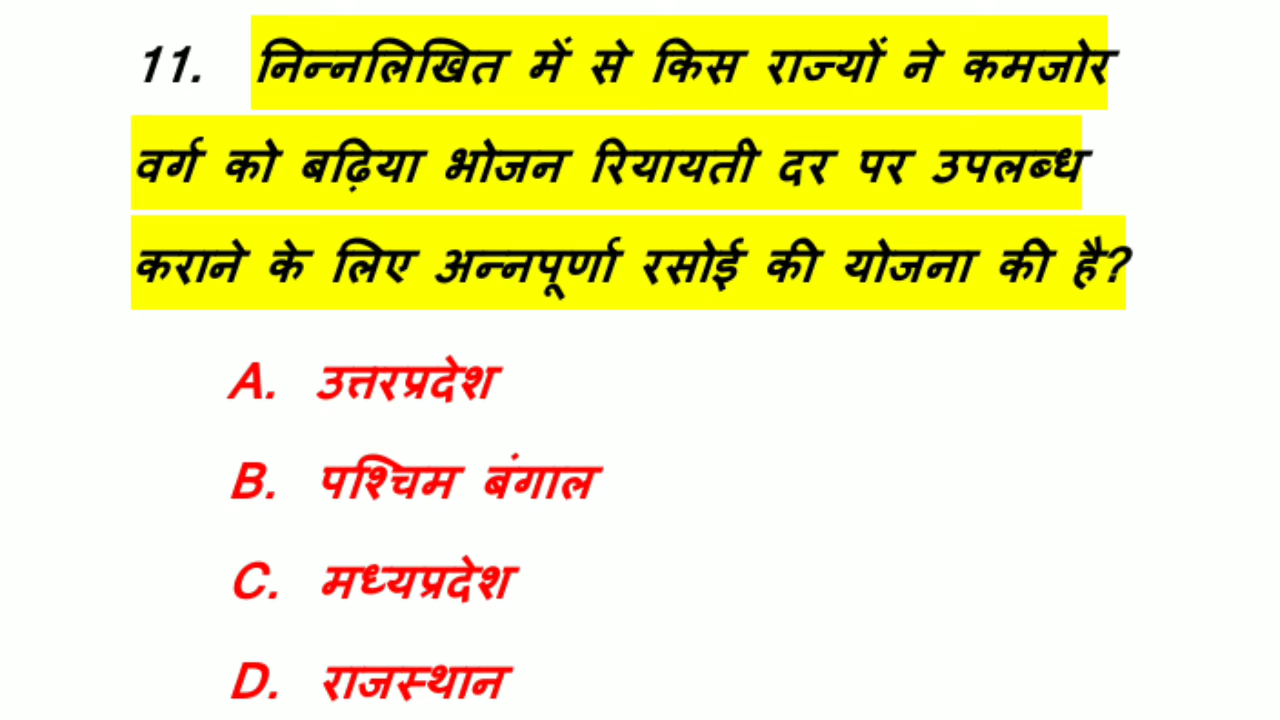 11. निन्नलिखित में से किस राज्यों ने कमजोर
वर्ग को बढ़िया भोजन रियायती दर पर उपलब्ध
कराने के लिए अन्नपूर्णा रसोई की योजना की है?
A. उत्तरप्रदेश
B. पश्चिम बंगाल
C. मध्यप्रदेश
D. राजस्थान